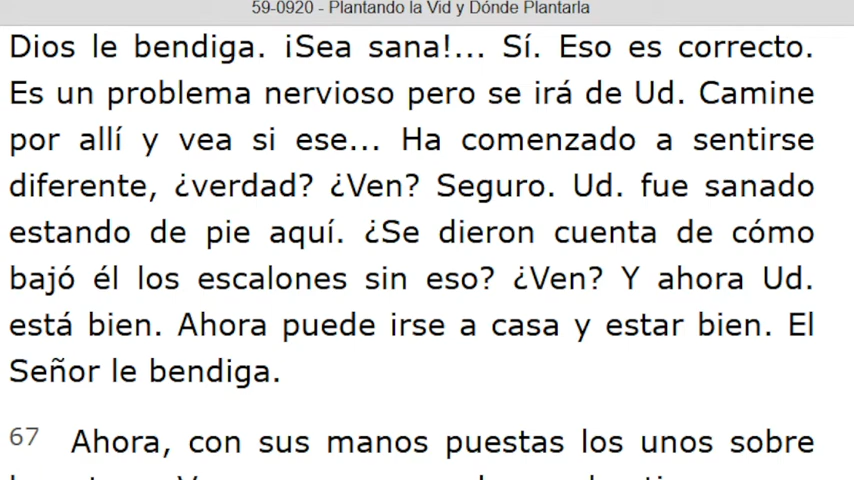 59-0920 - Plantando la Vid y Dónde Plantarla
Dios le bendiga. ¡Sea sana!... Sí. Eso es correcto.
Es un problema nervioso pero se irá de Ud. Camine
por allí y vea si ese... Ha comenzado a sentirse
diferente, ¿verdad? ¿Ven? Seguro. Ud. fue sanado
estando de pie aquí. ¿Se dieron cuenta de cómo
bajó él los escalones sin eso? ¿Ven? Y ahora Ud.
está bien. Ahora puede irse a casa y estar bien. El
Señor le bendiga.
67 Ahora, con sus manos puestas los unos sobre